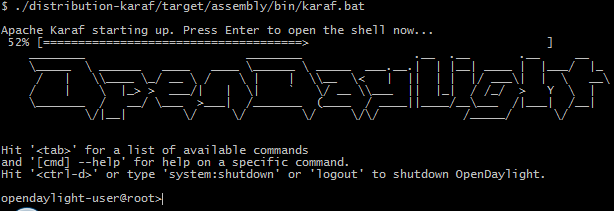 $ ./distribution-karaf/target/assembly/bin/karaf.bat
Apache Karaf starting up. Press Enter to open the shell now...
52% [========================================>                                ]
OpenDaylight
Hit '<tab>' for a list of available commands
and '[cmd] --help' for help on a specific command.
Hit '<ctrl-d>' or type 'system:shutdown' or 'logout' to shutdown OpenDaylight.
opendaylight-user@root>